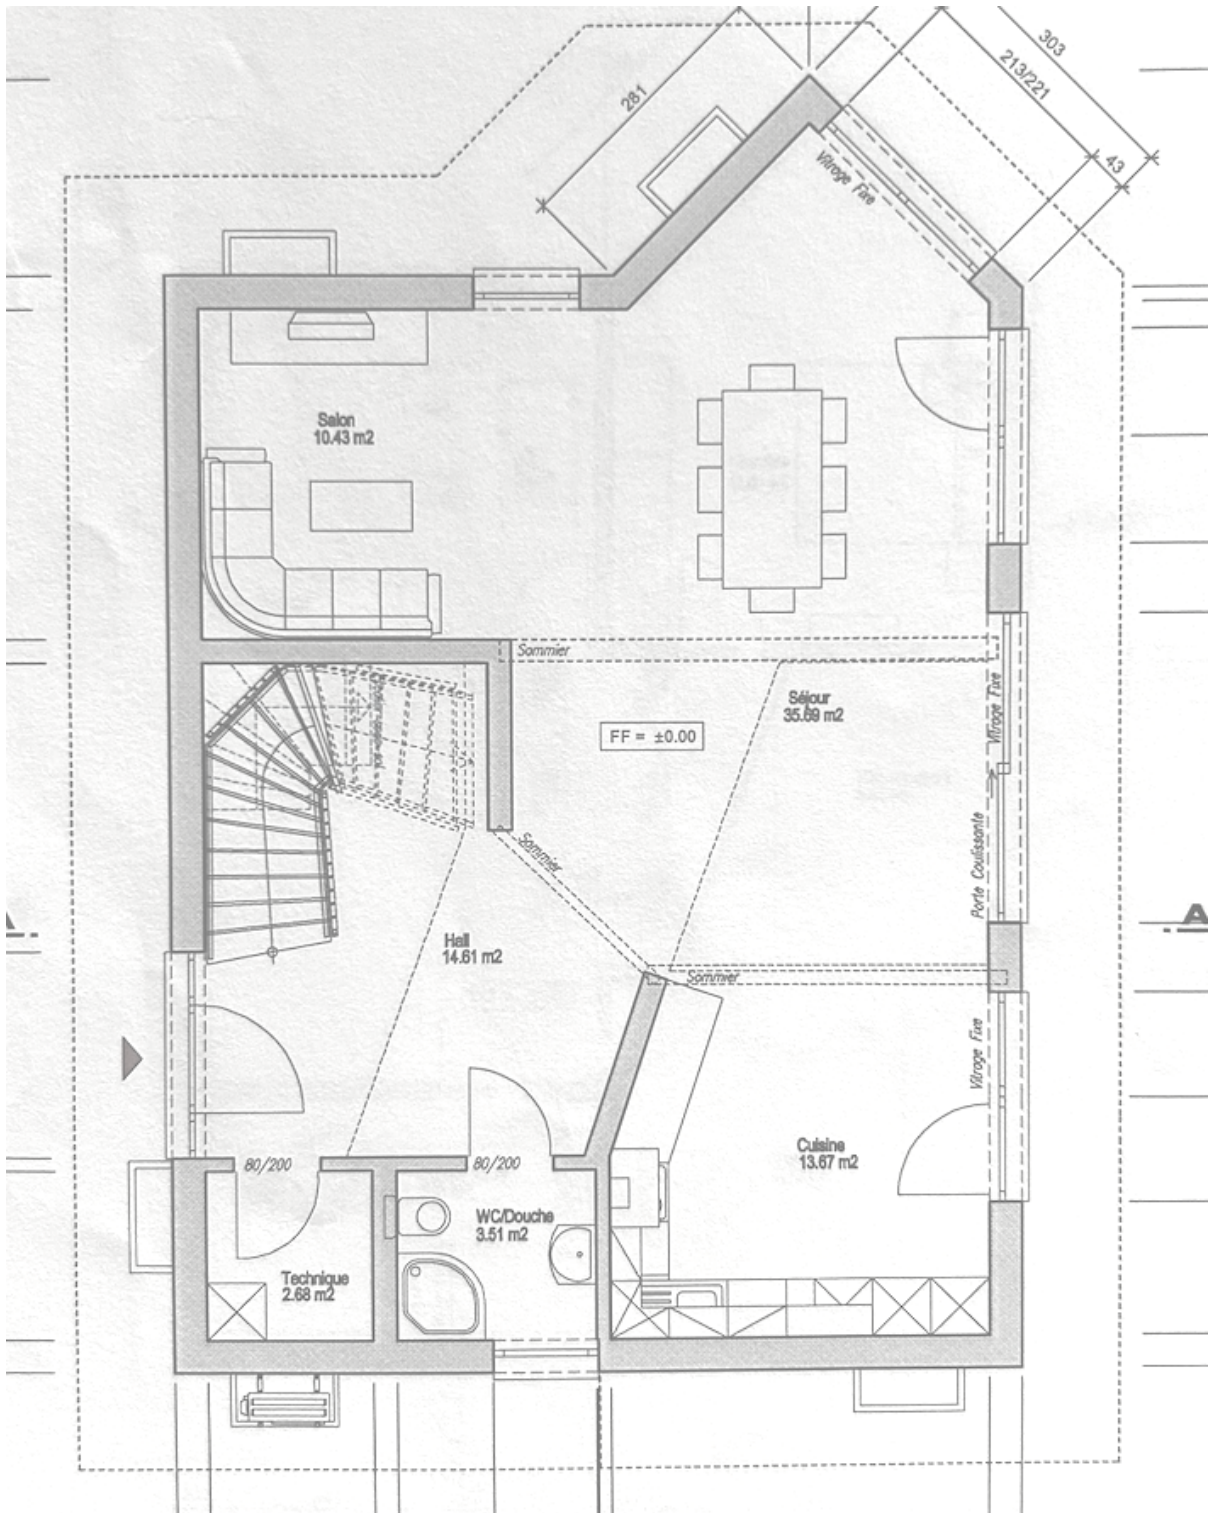 303
281
213/221
43
Vitrage Fixe
Salon
10.43 m2
Sommier
Séjour
35.69 m2
Vitrage Fixe
FF = ±0.00
Sommier
Porte Coulissante
A
A
Hall
14.61 m2
Sommier
Vitrage Fixe
Cuisine
13.67 m2
80/200
80/200
WC/Douche
3.51 m2
Technique
2.68 m2